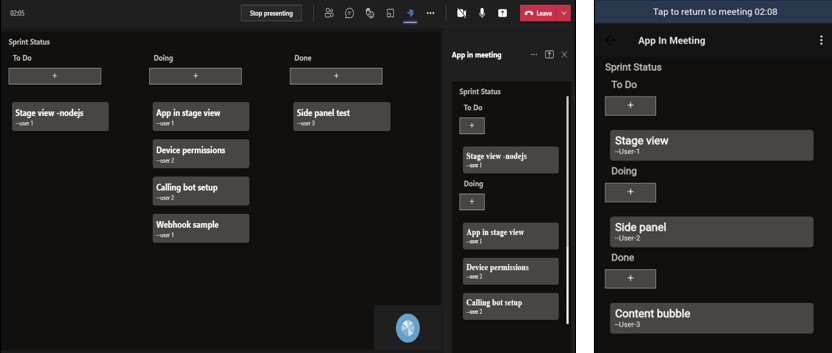 02:05
Stop presenting
Leave
Sprint Status
To Do
Doing
Done
+
+
+
Stage view -nodejs
--user 1
App in stage view
--user 1
Side panel test
--user 3
Device permissions
--user 2
Calling bot setup
--user 2
Webhook sample
--user 1
App in meeting
Sprint Status
To Do
+
Stage view -nodejs
--user 1
Doing
+
App in stage view
--user 1
Device permissions
--user 2
Calling bot setup
--user 2
Tap to return to meeting 02:08
App In Meeting
Sprint Status
To Do
+
Stage view
--User-1
Doing
+
Side panel
--User-2
Done
+
Content bubble
--User-3